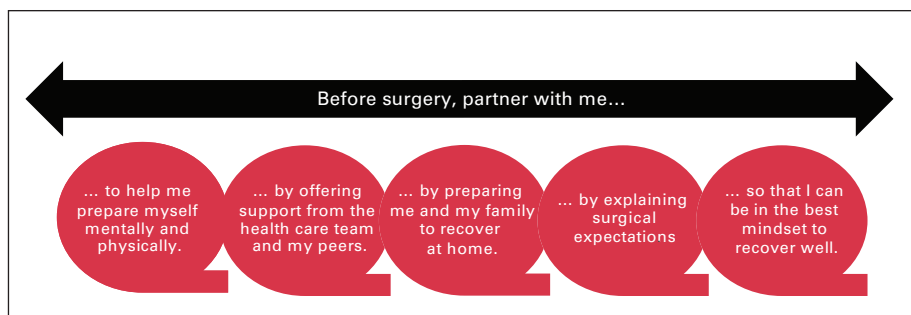 Before surgery, partner with me...
... to help me
prepare myself
mentally and
physically.
... by offering
support from the
health care team
and my peers.
... by preparing
me and my family
to recover
at home.
... by explaining
surgical
expectations
... so that I can
be in the best
mindset to
recover well.